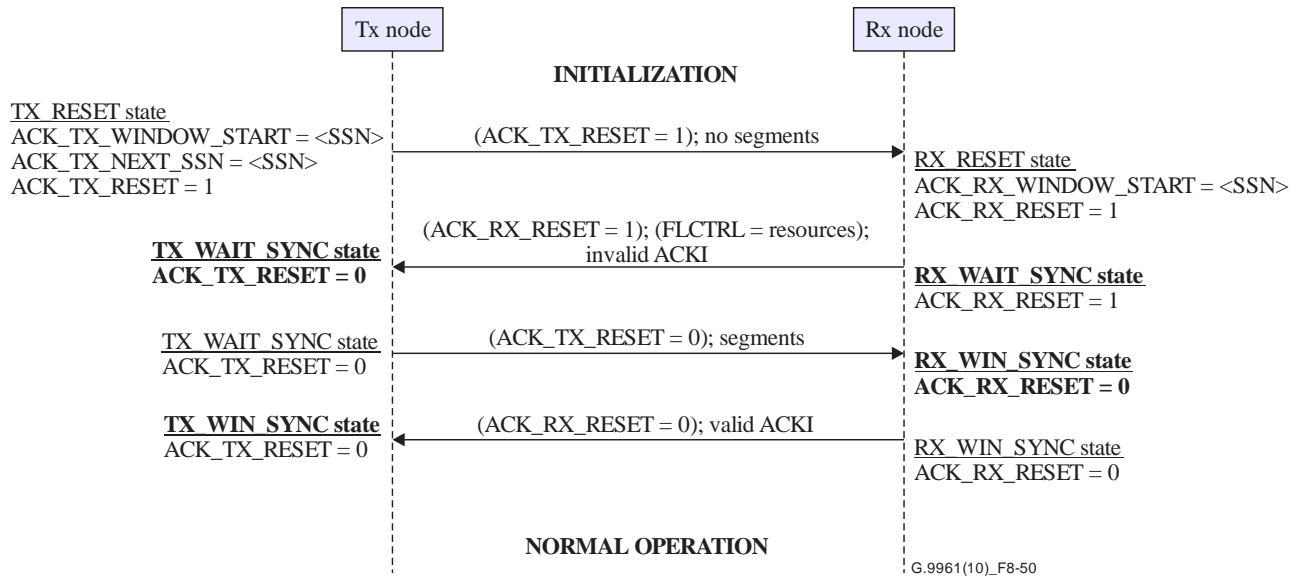 Tx node
Rx node
INITIALIZATION
TX_RESET state
ACK_TX_WINDOW_START = <SSN>
ACK_TX_NEXT_SSN = <SSN>
ACK_TX_RESET = 1
(ACK_TX_RESET = 1); no segments
RX_RESET state
ACK_RX_WINDOW_START = <SSN>
ACK_RX_RESET = 1
(ACK_RX_RESET = 1); (FLCTRL = resources);
invalid ACKI
TX_WAIT_SYNC state
ACK_TX_RESET = 0
RX_WAIT_SYNC state
ACK_RX_RESET = 1
TX_WAIT_SYNC state
ACK_TX_RESET = 0
(ACK_TX_RESET = 0); segments
RX_WIN_SYNC state
ACK_RX_RESET = 0
TX_WIN_SYNC state
ACK_TX_RESET = 0
(ACK_RX_RESET = 0); valid ACKI
RX_WIN_SYNC state
ACK_RX_RESET = 0
NORMAL OPERATION
G.9961(10)_F8-50